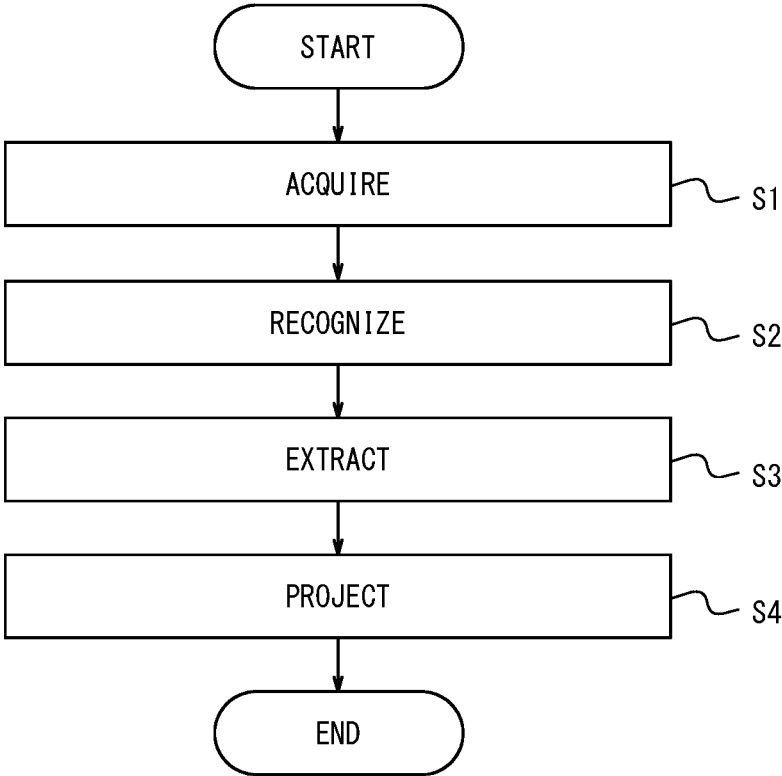 START
ACQUIRE
S1
RECOGNIZE
S2
EXTRACT
S3
PROJECT
S4
END